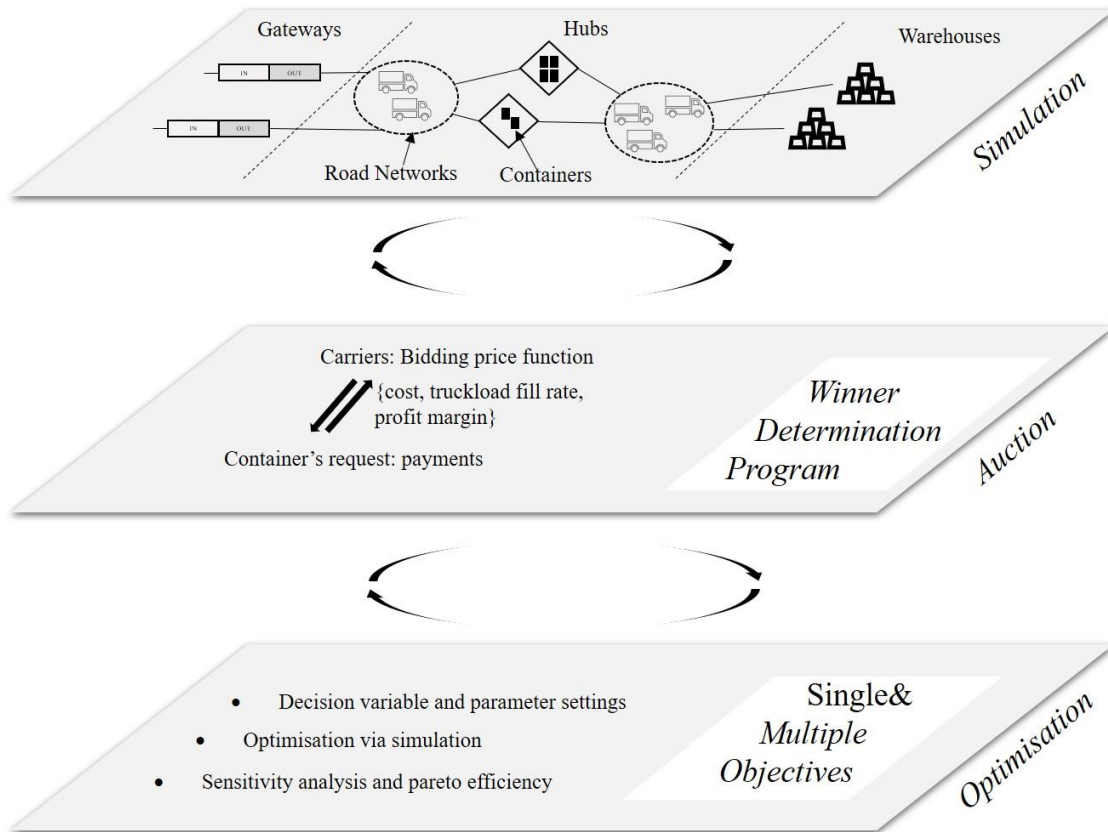 Gateways
Hubs
Warehouses
IN OUT
IN OUT
Road Networks
Containers
Simulation
Carriers: Bidding price function
{cost, truckload fill rate,
profit margin}
Container’s request: payments
Winner
Determination
Program
Auction
• Decision variable and parameter settings
• Optimisation via simulation
• Sensitivity analysis and pareto efficiency
Single&
Multiple
Objectives
Optimisation